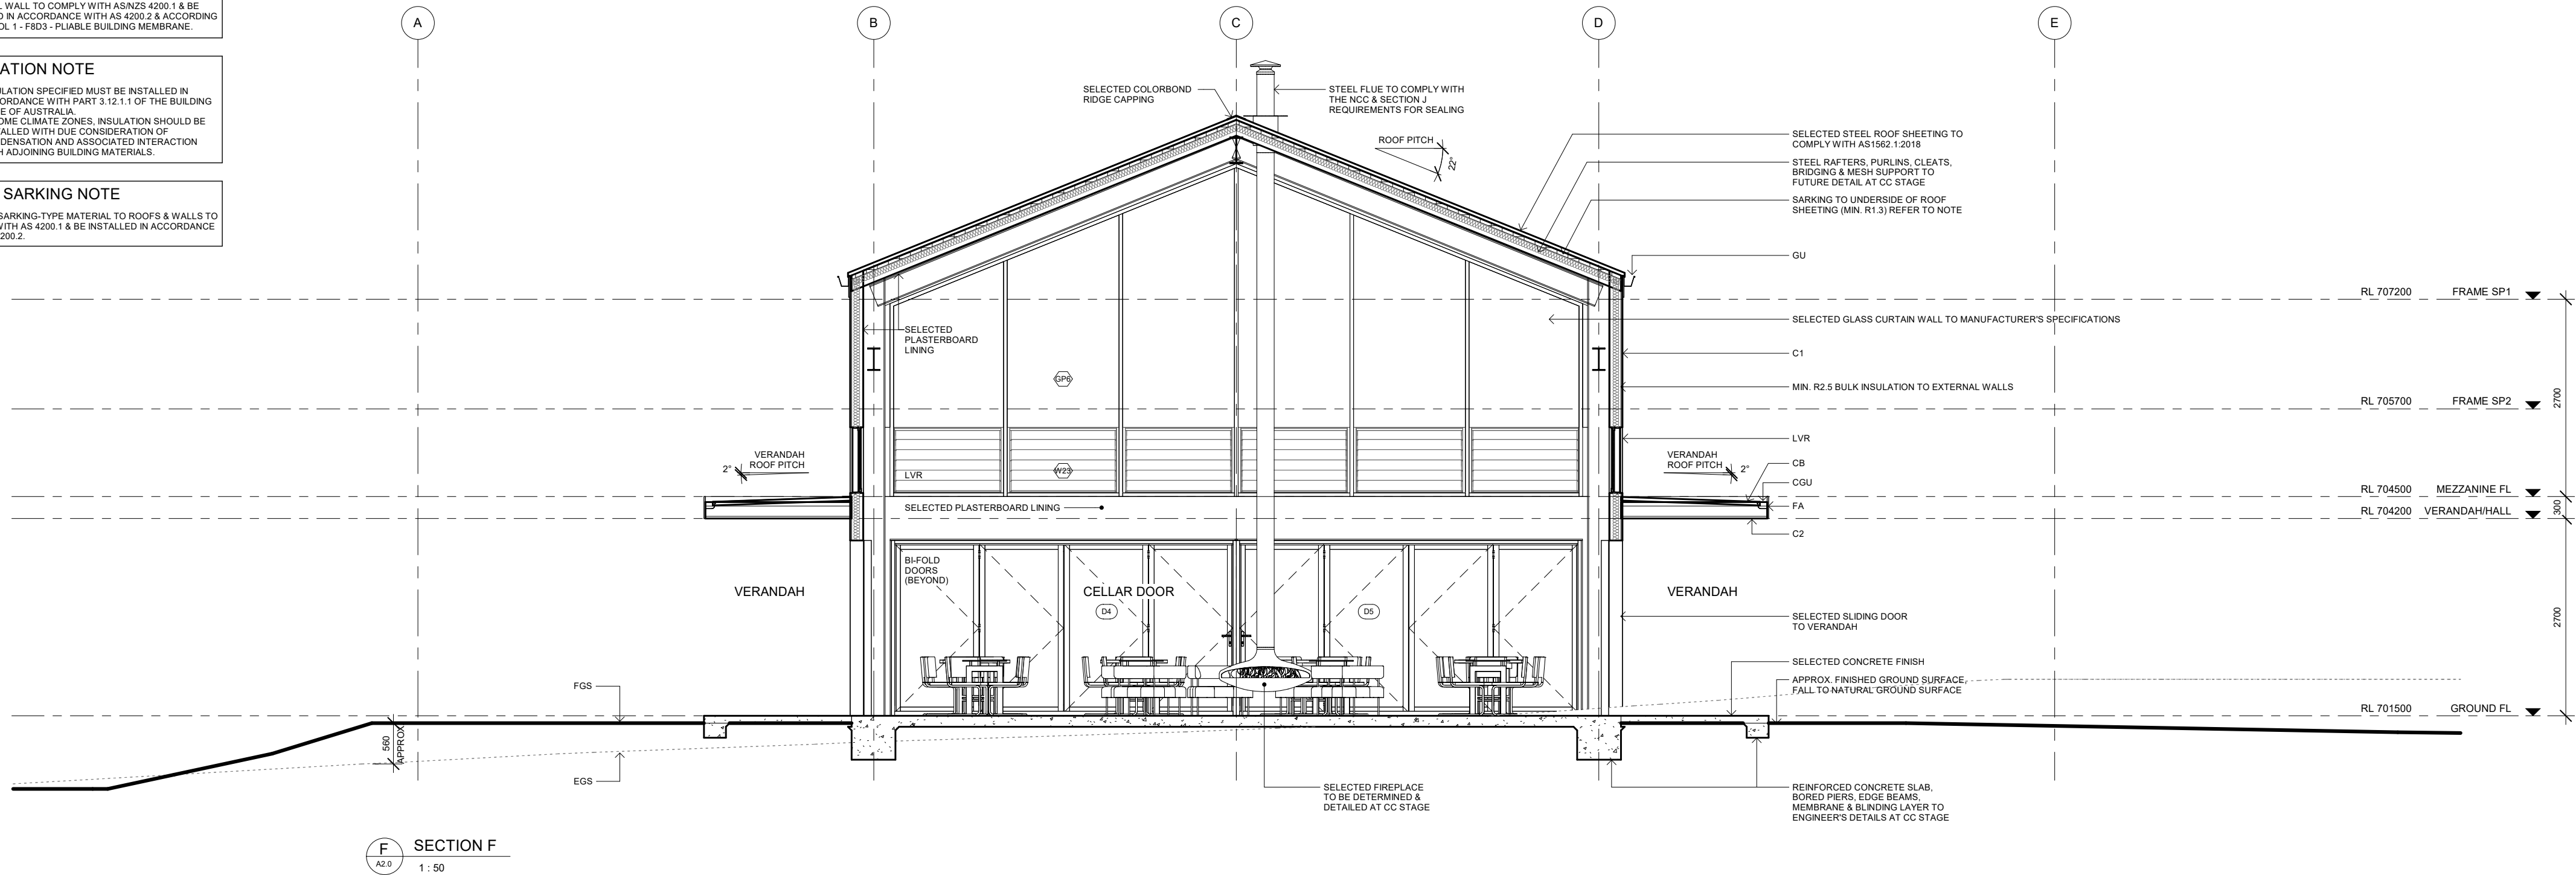 WALL TO COMPLY WITH AS/NZS 4200.1 & BE
IN ACCORDANCE WITH AS 4200.2 & ACCORDING
1 - F8D3 - PLIABLE BUILDING MEMBRANE.
NOTE
SPECIFIED MUST BE INSTALLED IN
WITH PART 3.12.1.1 OF THE BUILDING
OF AUSTRALIA.
CLIMATE ZONES, INSULATION SHOULD BE
WITH DUE CONSIDERATION OF
AND ASSOCIATED INTERACTION
ADJOINING BUILDING MATERIALS.
SARKING NOTE
SARKING-TYPE MATERIAL TO ROOFS & WALLS TO
WITH AS 4200.1 & BE INSTALLED IN ACCORDANCE
A
B
C
D
E
SELECTED COLORBOND
RIDGE CAPPING
STEEL FLUE TO COMPLY WITH
THE NCC & SECTION J
REQUIREMENTS FOR SEALING
ROOF PITCH
22°
SELECTED STEEL ROOF SHEETING TO
COMPLY WITH AS1562.1:2018
STEEL RAFTERS, PURLINS, CLEATS,
BRIDGING & MESH SUPPORT TO
FUTURE DETAIL AT CC STAGE
SARKING TO UNDERSIDE OF ROOF
SHEETING (MIN. R1.3) REFER TO NOTE
GU
RL 707200 FRAME SP1
SELECTED GLASS CURTAIN WALL TO MANUFACTURER'S SPECIFICATIONS
SELECTED
PLASTERBOARD
LINING
C1
GP6
MIN. R2.5 BULK INSULATION TO EXTERNAL WALLS
RL 705700 FRAME SP2
2700
LVR
VERANDAH
ROOF PITCH
2°
LVR
W23
VERANDAH
ROOF PITCH
2°
CB
CGU
RL 704500 MEZZANINE FL
SELECTED PLASTERBOARD LINING
FA
300
RL 704200 VERANDAH/HALL
C2
BI-FOLD
DOORS
(BEYOND)
VERANDAH
CELLAR DOOR
VERANDAH
D4
D5
SELECTED SLIDING DOOR
TO VERANDAH
2700
SELECTED CONCRETE FINISH
FGS
APPROX. FINISHED GROUND SURFACE,
FALL TO NATURAL GROUND SURFACE
RL 701500 GROUND FL
560
APPROX
EGS
SELECTED FIREPLACE
TO BE DETERMINED &
DETAILED AT CC STAGE
REINFORCED CONCRETE SLAB,
BORED PIERS, EDGE BEAMS,
MEMBRANE & BLINDING LAYER TO
ENGINEER'S DETAILS AT CC STAGE
F
A2.0
SECTION F
1 : 50